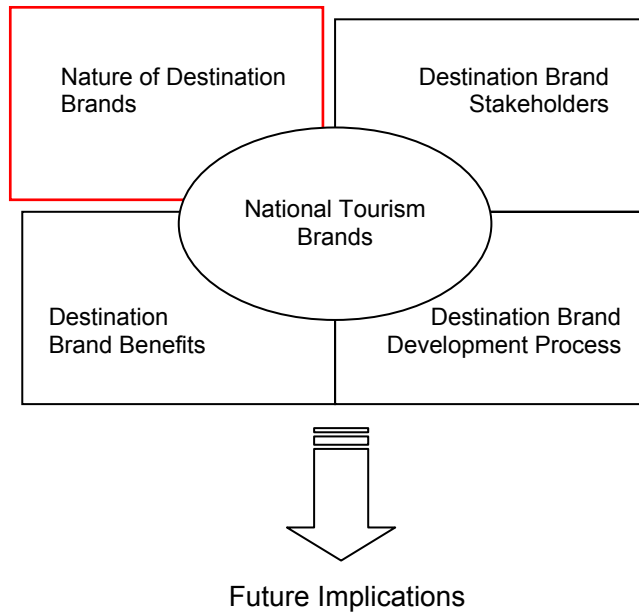 Nature of Destination
Brands
Destination Brand
Stakeholders
National Tourism
Brands
Destination
Brand Benefits
Destination Brand
Development Process
Future Implications